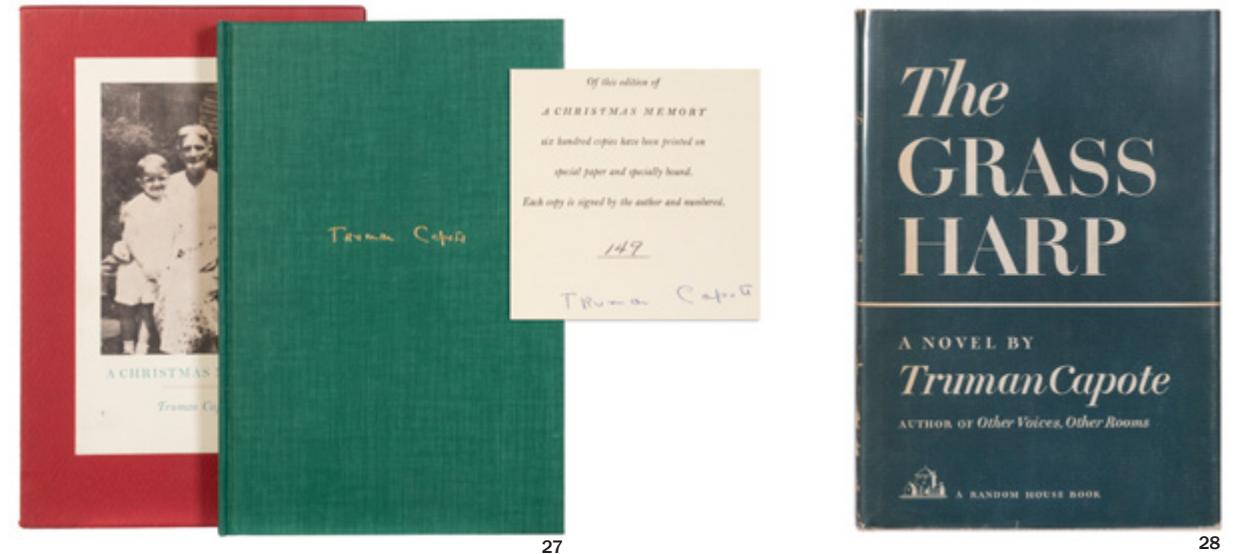 A CHRISTMAS
Truman
Truman Capote
Of this edition of
A CHRISTMAS MEMORY
six hundred copies have been printed on
special paper and specially bound.
Each copy is signed by the author and numbered.
149
Truman Capote
27
The
GRASS
HARP
A NOVEL BY
Truman Capote
AUTHOR OF Other Voices, Other Rooms
A RANDOM HOUSE BOOK
28